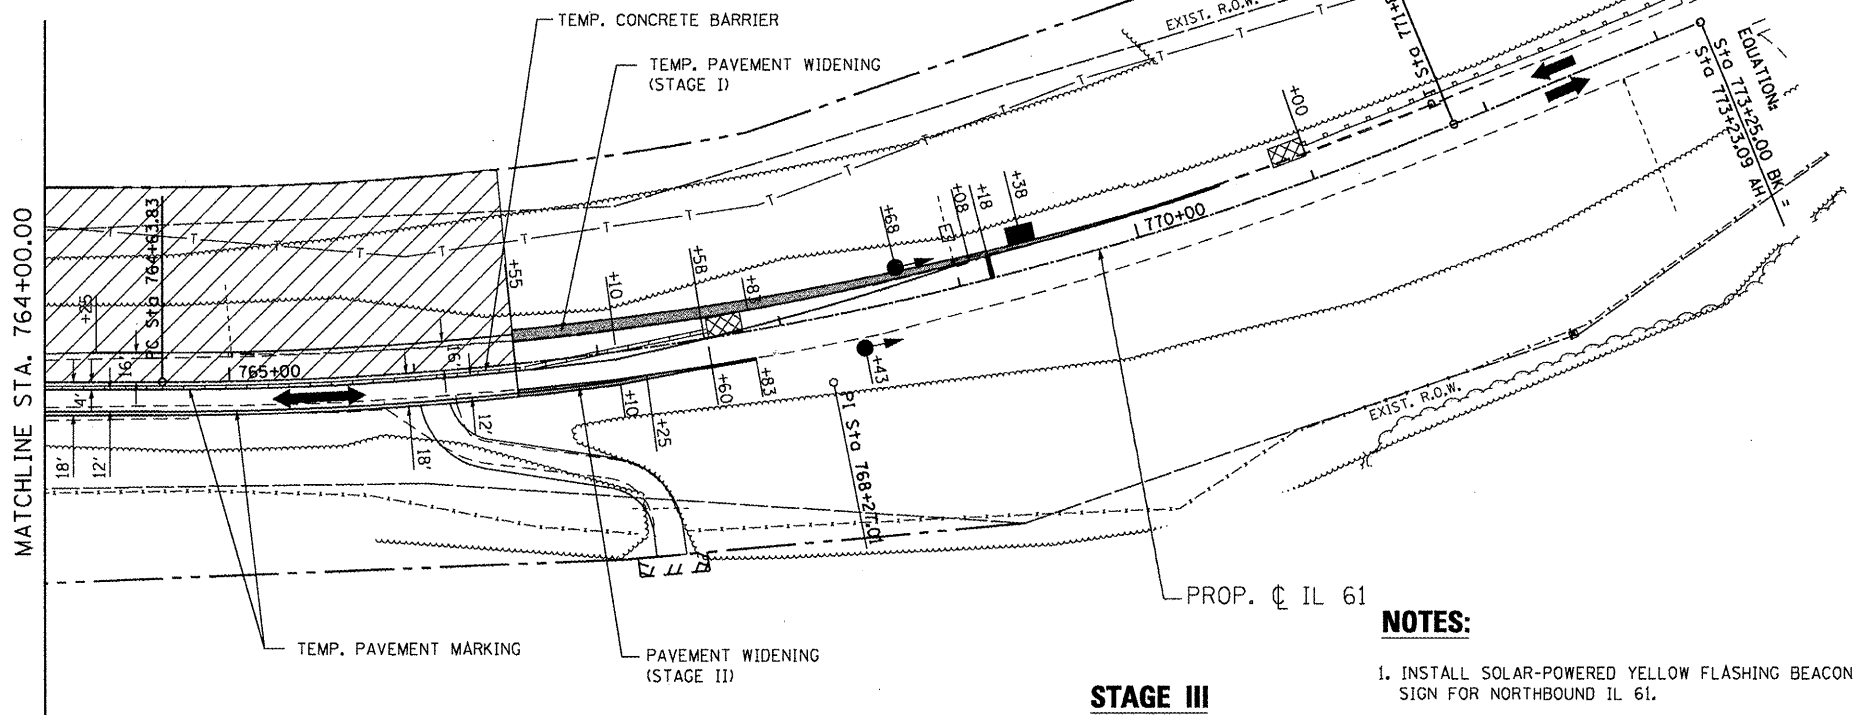 TEMP. CONCRETE BARRIER
TEMP. PAVEMENT WIDENING
(STAGE I)
EXIST. R.O.W.
PI Sta 771+8
EQUATION:
Sta 773+25.00 BK =
Sta 773+23.09 AH
+00
+38
+18
+08
E3
+68
770+00
MATCHLINE STA. 764+00.00
PC Sta 764+63.83
+25
+55
+10
+58
+83
16'
6'
765+00
4'
18'
12'
18'
12'
+10
+25
+60
+83
+43
PI Sta 768+27.01
EXIST. R.O.W.
PROP. ℄ IL 61
TEMP. PAVEMENT MARKING
PAVEMENT WIDENING
(STAGE II)
STAGE III
NOTES:
1. INSTALL SOLAR-POWERED YELLOW FLASHING BEACON
SIGN FOR NORTHBOUND IL 61.